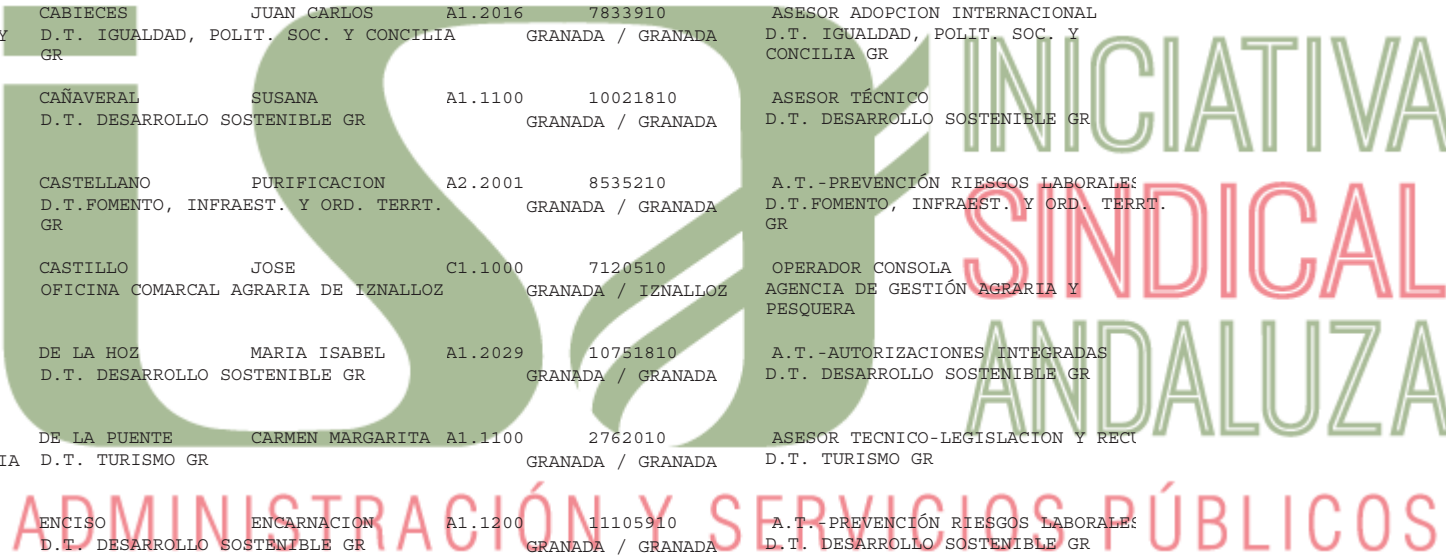 CABIECES JUAN CARLOS A1.2016 7833910 ASESOR ADOPCION INTERNACIONAL
Y D.T. IGUALDAD, POLIT. SOC. Y CONCILIA GRANADA / GRANADA D.T. IGUALDAD, POLIT. SOC. Y
GR CONCILIA GR
CAÑAVERAL SUSANA A1.1100 10021810 ASESOR TÉCNICO
D.T. DESARROLLO SOSTENIBLE GR GRANADA / GRANADA D.T. DESARROLLO SOSTENIBLE GR
CASTELLANO PURIFICACION A2.2001 8535210 A.T.-PREVENCIÓN RIESGOS LABORALES
D.T.FOMENTO, INFRAEST. Y ORD. TERRT. GRANADA / GRANADA D.T.FOMENTO, INFRAEST. Y ORD. TERRT.
GR GR
CASTILLO JOSE C1.1000 7120510 OPERADOR CONSOLA
OFICINA COMARCAL AGRARIA DE IZNALLOZ GRANADA / IZNALLOZ AGENCIA DE GESTIÓN AGRARIA Y
PESQUERA
DE LA HOZ MARIA ISABEL A1.2029 10751810 A.T.-AUTORIZACIONES INTEGRADAS
D.T. DESARROLLO SOSTENIBLE GR GRANADA / GRANADA D.T. DESARROLLO SOSTENIBLE GR
DE LA PUENTE CARMEN MARGARITA A1.1100 2762010 ASESOR TECNICO-LEGISLACION Y RECU
IA D.T. TURISMO GR GRANADA / GRANADA D.T. TURISMO GR
ENCISO ENCARNACION A1.1200 11105910 A.T.-PREVENCIÓN RIESGOS LABORALES
D.T. DESARROLLO SOSTENIBLE GR GRANADA / GRANADA D.T. DESARROLLO SOSTENIBLE GR
isa
INICIATIVA
SINDICAL
ANDALUZA
ADMINISTRACIÓN Y SERVICIOS PÚBLICOS